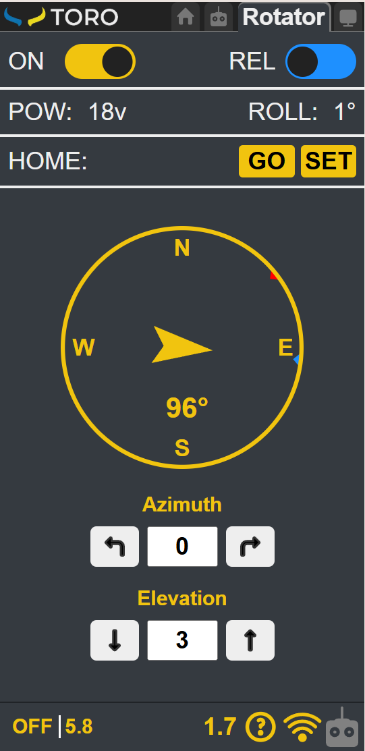 TORO Rotator
ON REL
POW: 18v ROLL: 1°
HOME: GO SET
N
W E
96°
S
Azimuth
0
Elevation
3
OFF |5.8 1.7 ?